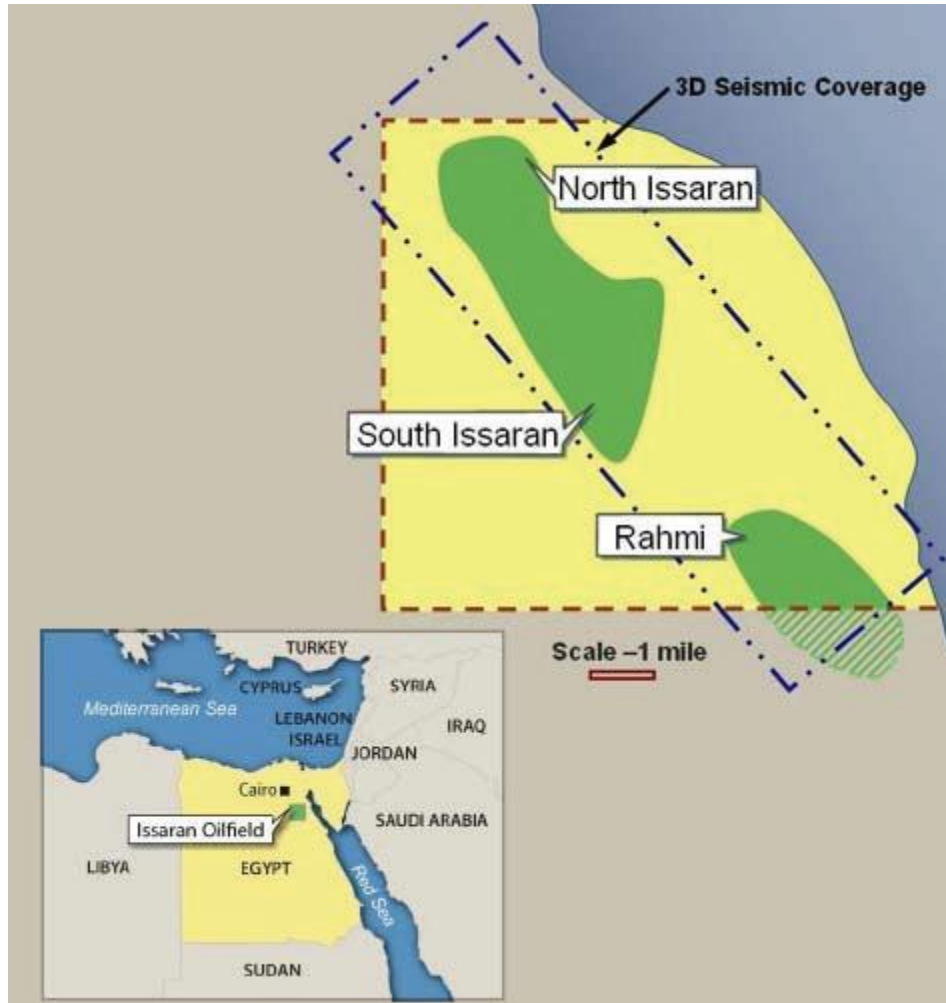 3D Seismic Coverage
North Issaran
South Issaran
Rahmi
Scale –1 mile
TURKEY
CYPRUS
SYRIA
Mediterranean Sea
LEBANON
IRAQ
ISRAEL
JORDAN
Cairo
SAUDI ARABIA
Issaran Oilfield
LIBYA
EGYPT
Red Sea
SUDAN